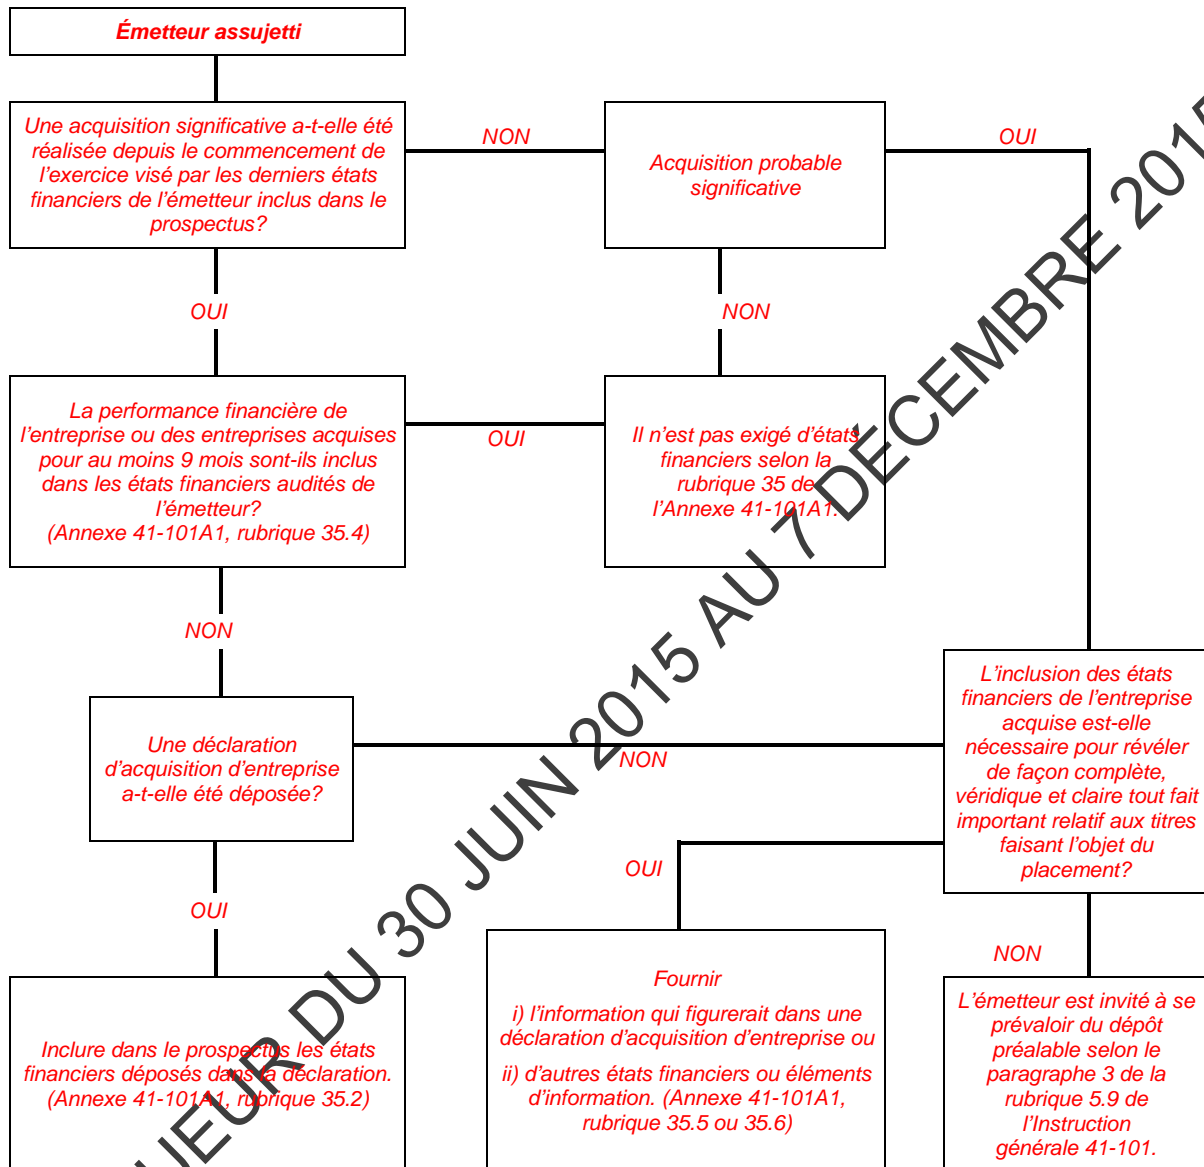 Émetteur assujetti
Une acquisition significative a-t-elle été
réalisée depuis le commencement de
l'exercice visé par les derniers états
financiers de l'émetteur inclus dans le
prospectus?
NON
Acquisition probable
significative
OUI
OUI
NON
La performance financière de
l'entreprise ou des entreprises acquises
pour au moins 9 mois sont-ils inclus
dans les états financiers audités de
l'émetteur?
(Annexe 41-101A1, rubrique 35.4)
OUI
Il n'est pas exigé d'états
financiers selon la
rubrique 35 de
l'Annexe 41-101A1.
NON
Une déclaration
d'acquisition d'entreprise
a-t-elle été déposée?
NON
L'inclusion des états
financiers de l'entreprise
acquise est-elle
nécessaire pour révéler
de façon complète,
véridique et claire tout fait
important relatif aux titres
faisant l'objet du
placement?
OUI
OUI
NON
Inclure dans le prospectus les états
financiers déposés dans la déclaration.
(Annexe 41-101A1, rubrique 35.2)
Fournir
i) l'information qui figurerait dans une
déclaration d'acquisition d'entreprise ou
ii) d'autres états financiers ou éléments
d'information. (Annexe 41-101A1,
rubrique 35.5 ou 35.6)
L'émetteur est invité à se
prévaloir du dépôt
préalable selon le
paragraphe 3 de la
rubrique 5.9 de
l'Instruction
générale 41-101.
DU 30 JUIN 2015 AU 7 DÉCEMBRE 2015